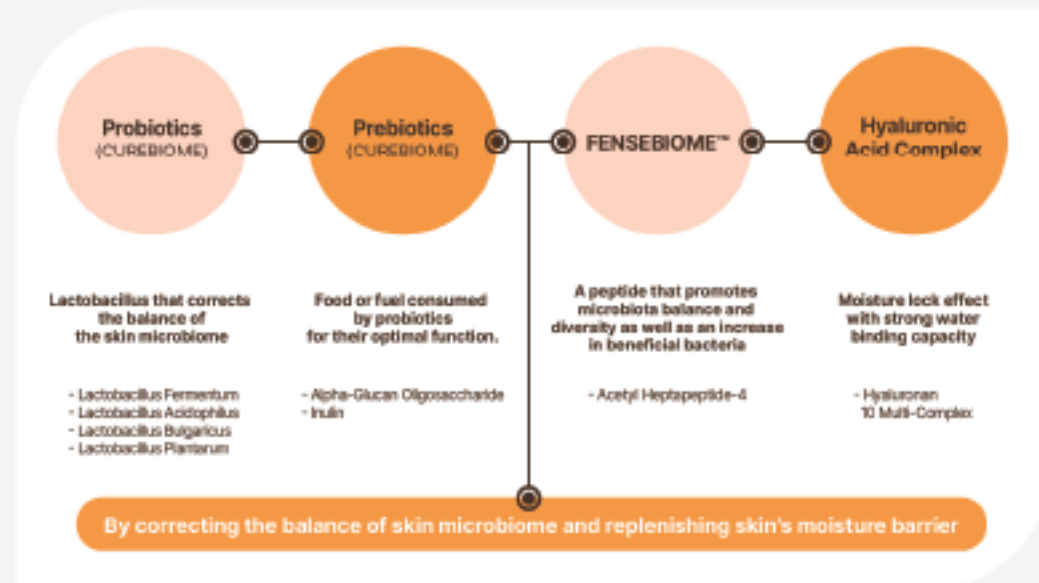 Probiotics
(CUREBIOME)
Prebiotics
(CUREBIOME)
FENSEBIOME™
Hyaluronic
Acid Complex
Lactobacillus that corrects
the balance of
the skin microbiome
Food or fuel consumed
by probiotics
for their optimal function.
A peptide that promotes
microbiota balance and
diversity as well as an increase
in beneficial bacteria
Moisture lock effect
with strong water
binding capacity
- Lactobacillus Fermentum
- Lactobacillus Acidophilus
- Lactobacillus Bulgaricus
- Lactobacillus Plantarum
- Alpha-Glucan Oligosaccharide
- Inulin
- Acetyl Heptapeptide-4
- Hyaluronan
10 Multi-Complex
By correcting the balance of skin microbiome and replenishing skin's moisture barrier